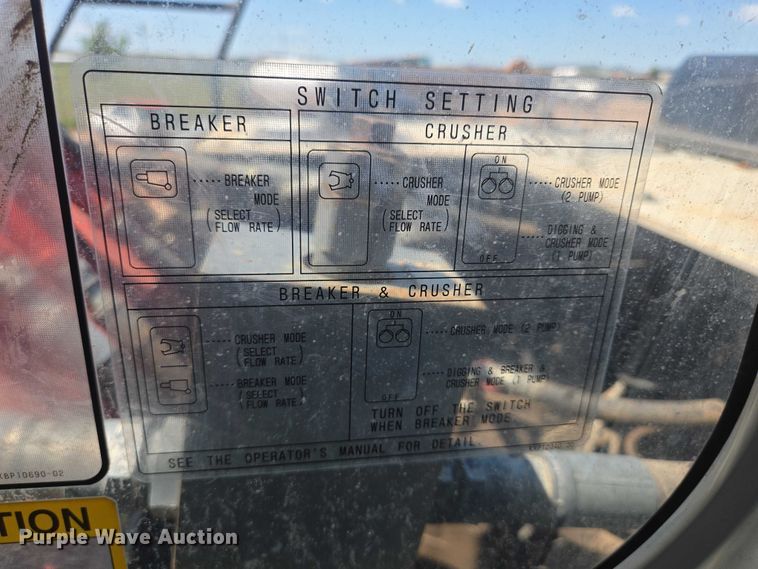 SWITCH SETTING
BREAKER
BREAKER MODE
(SELECT FLOW RATE)
CRUSHER
CRUSHER MODE
(SELECT FLOW RATE)
ON
OFF
CRUSHER MODE
(2 PUMP)
DIGGING &
CRUSHER MODE
(1 PUMP)
BREAKER & CRUSHER
CRUSHER MODE
(SELECT FLOW RATE)
BREAKER MODE
(SELECT FLOW RATE)
ON
OFF
CRUSHER MODE (2 PUMP)
DIGGING & BREAKER &
CRUSHER MODE (1 PUMP)
TURN OFF THE SWITCH
WHEN BREAKER MODE.
SEE THE OPERATOR'S MANUAL FOR DETAIL.
KBP10690-02
TION
Purple Wave Auction